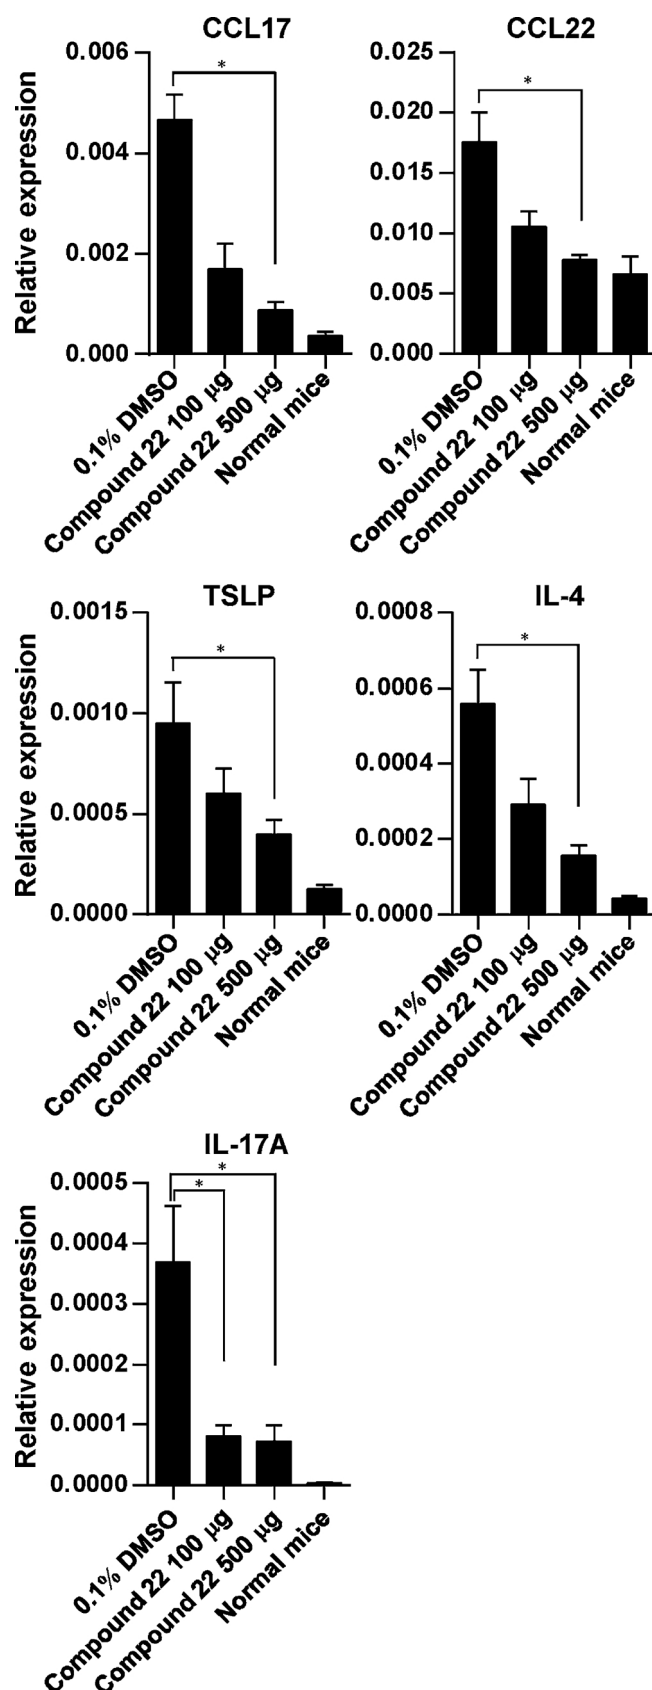 CCL17
CCL22
Relative expression
0.006
0.004
0.002
0.000
0.025
0.020
0.015
0.010
0.005
0.000
*
*
0.1% DMSO
Compound 22 100 μg
Compound 22 500 μg
Normal mice
0.1% DMSO
Compound 22 100 μg
Compound 22 500 μg
Normal mice
TSLP
IL-4
Relative expression
0.0015
0.0010
0.0005
0.0000
0.0008
0.0006
0.0004
0.0002
0.0000
*
*
0.1% DMSO
Compound 22 100 μg
Compound 22 500 μg
Normal mice
0.1% DMSO
Compound 22 100 μg
Compound 22 500 μg
Normal mice
IL-17A
Relative expression
0.0005
0.0004
0.0003
0.0002
0.0001
0.0000
*
*
0.1% DMSO
Compound 22 100 μg
Compound 22 500 μg
Normal mice